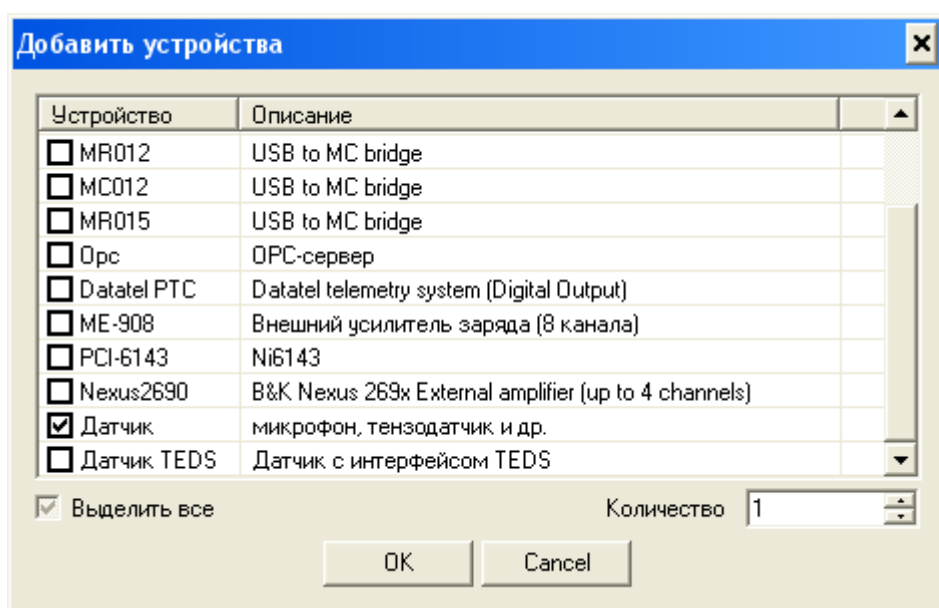 Добавить устройства
Устройство Описание
MR012 USB to MC bridge
MC012 USB to MC bridge
MR015 USB to MC bridge
Opc OPC-сервер
Datatel PTC Datatel telemetry system (Digital Output)
ME-908 Внешний усилитель заряда (8 канала)
PCI-6143 Ni6143
Nexus2690 B&K Nexus 269x External amplifier (up to 4 channels)
Датчик микрофон, тензодатчик и др.
Датчик TEDS Датчик с интерфейсом TEDS
Выделить все Количество 1
OK Cancel